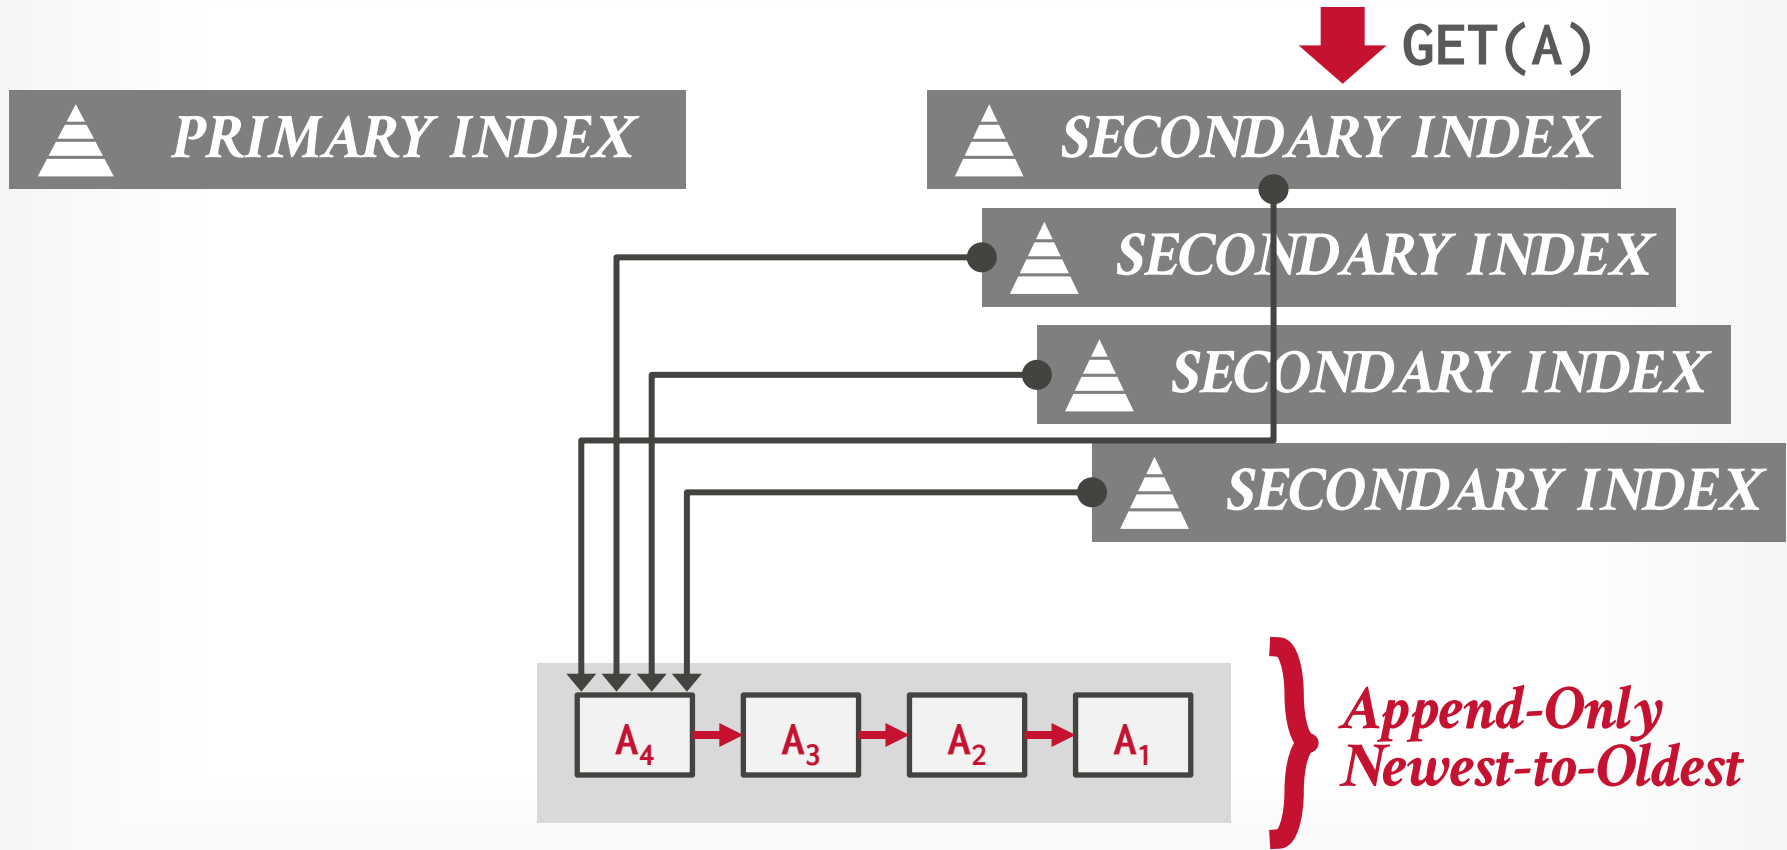 GET(A)
PRIMARY INDEX
SECONDARY INDEX
SECONDARY INDEX
SECONDARY INDEX
SECONDARY INDEX
A4
A3
A2
A1
Append-Only
Newest-to-Oldest